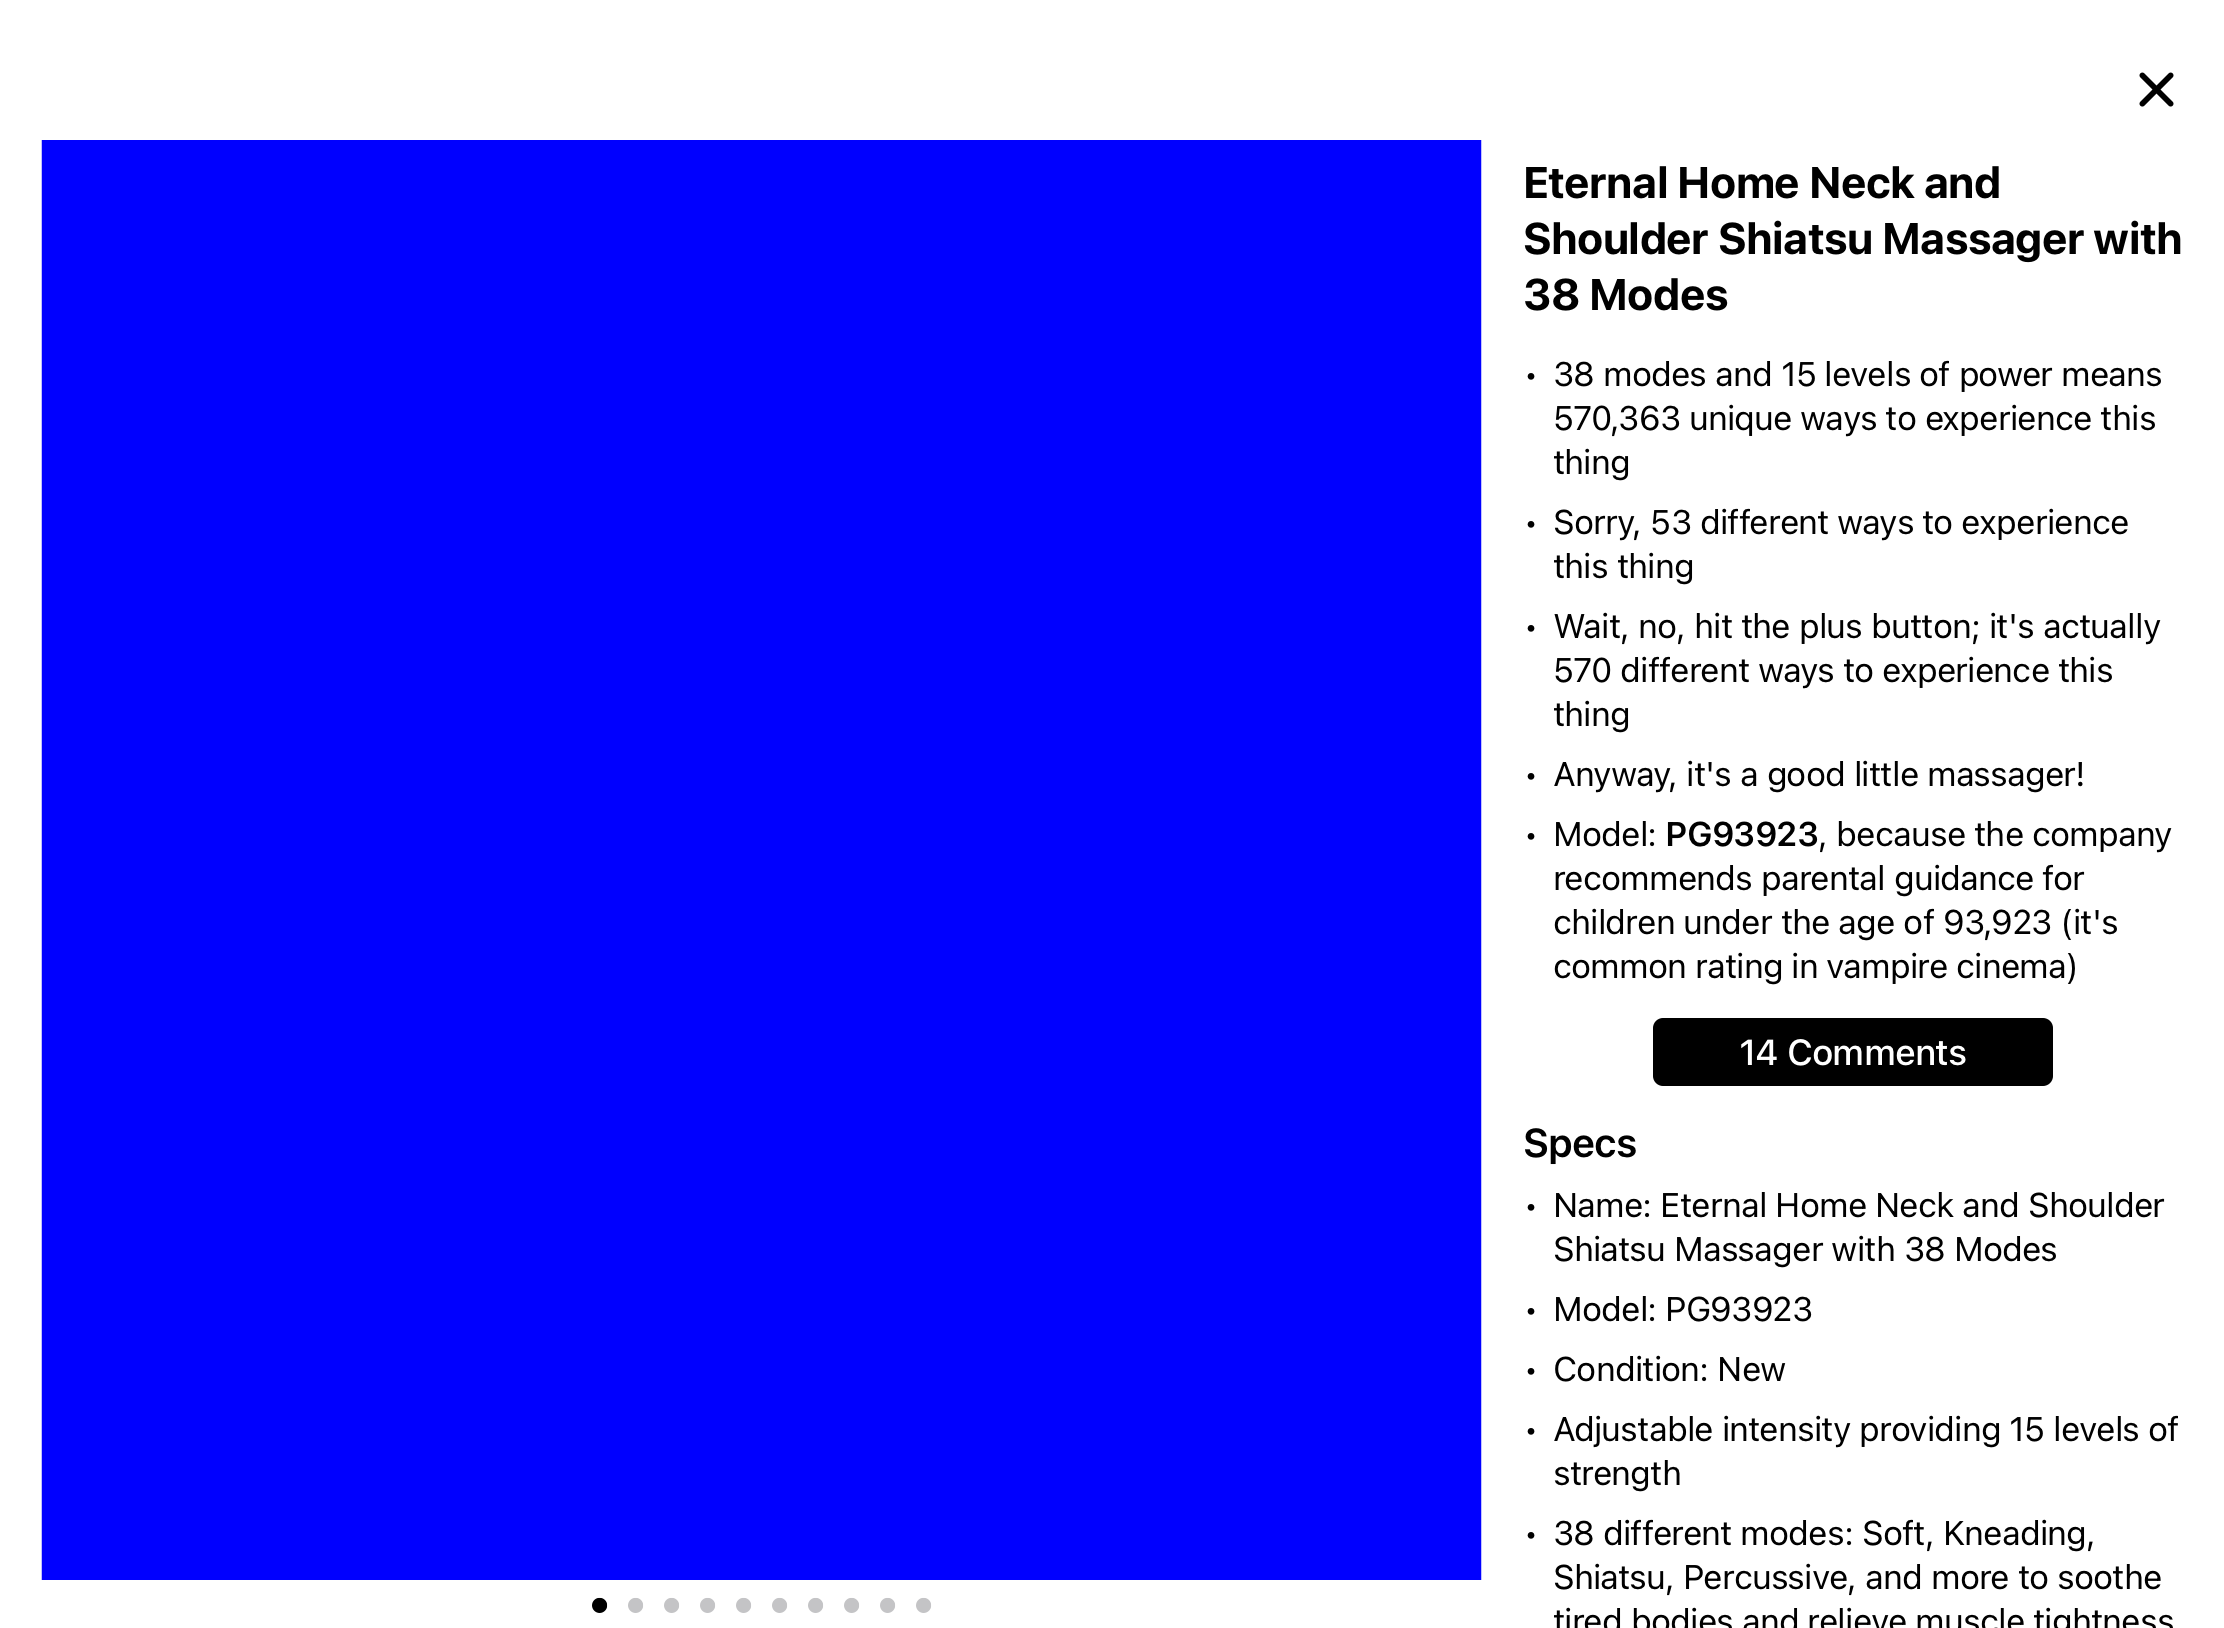 Eternal Home Neck and
Shoulder Shiatsu Massager with
38 Modes
• 38 modes and 15 levels of power means
570,363 unique ways to experience this
thing
• Sorry, 53 different ways to experience
this thing
• Wait, no, hit the plus button; it's actually
570 different ways to experience this
thing
• Anyway, it's a good little massager!
• Model: PG93923, because the company
recommends parental guidance for
children under the age of 93,923 (it's
common rating in vampire cinema)
14 Comments
Specs
• Name: Eternal Home Neck and Shoulder
Shiatsu Massager with 38 Modes
• Model: PG93923
• Condition: New
• Adjustable intensity providing 15 levels of
strength
• 38 different modes: Soft, Kneading,
Shiatsu, Percussive, and more to soothe
tired bodies and relieve muscle tightness